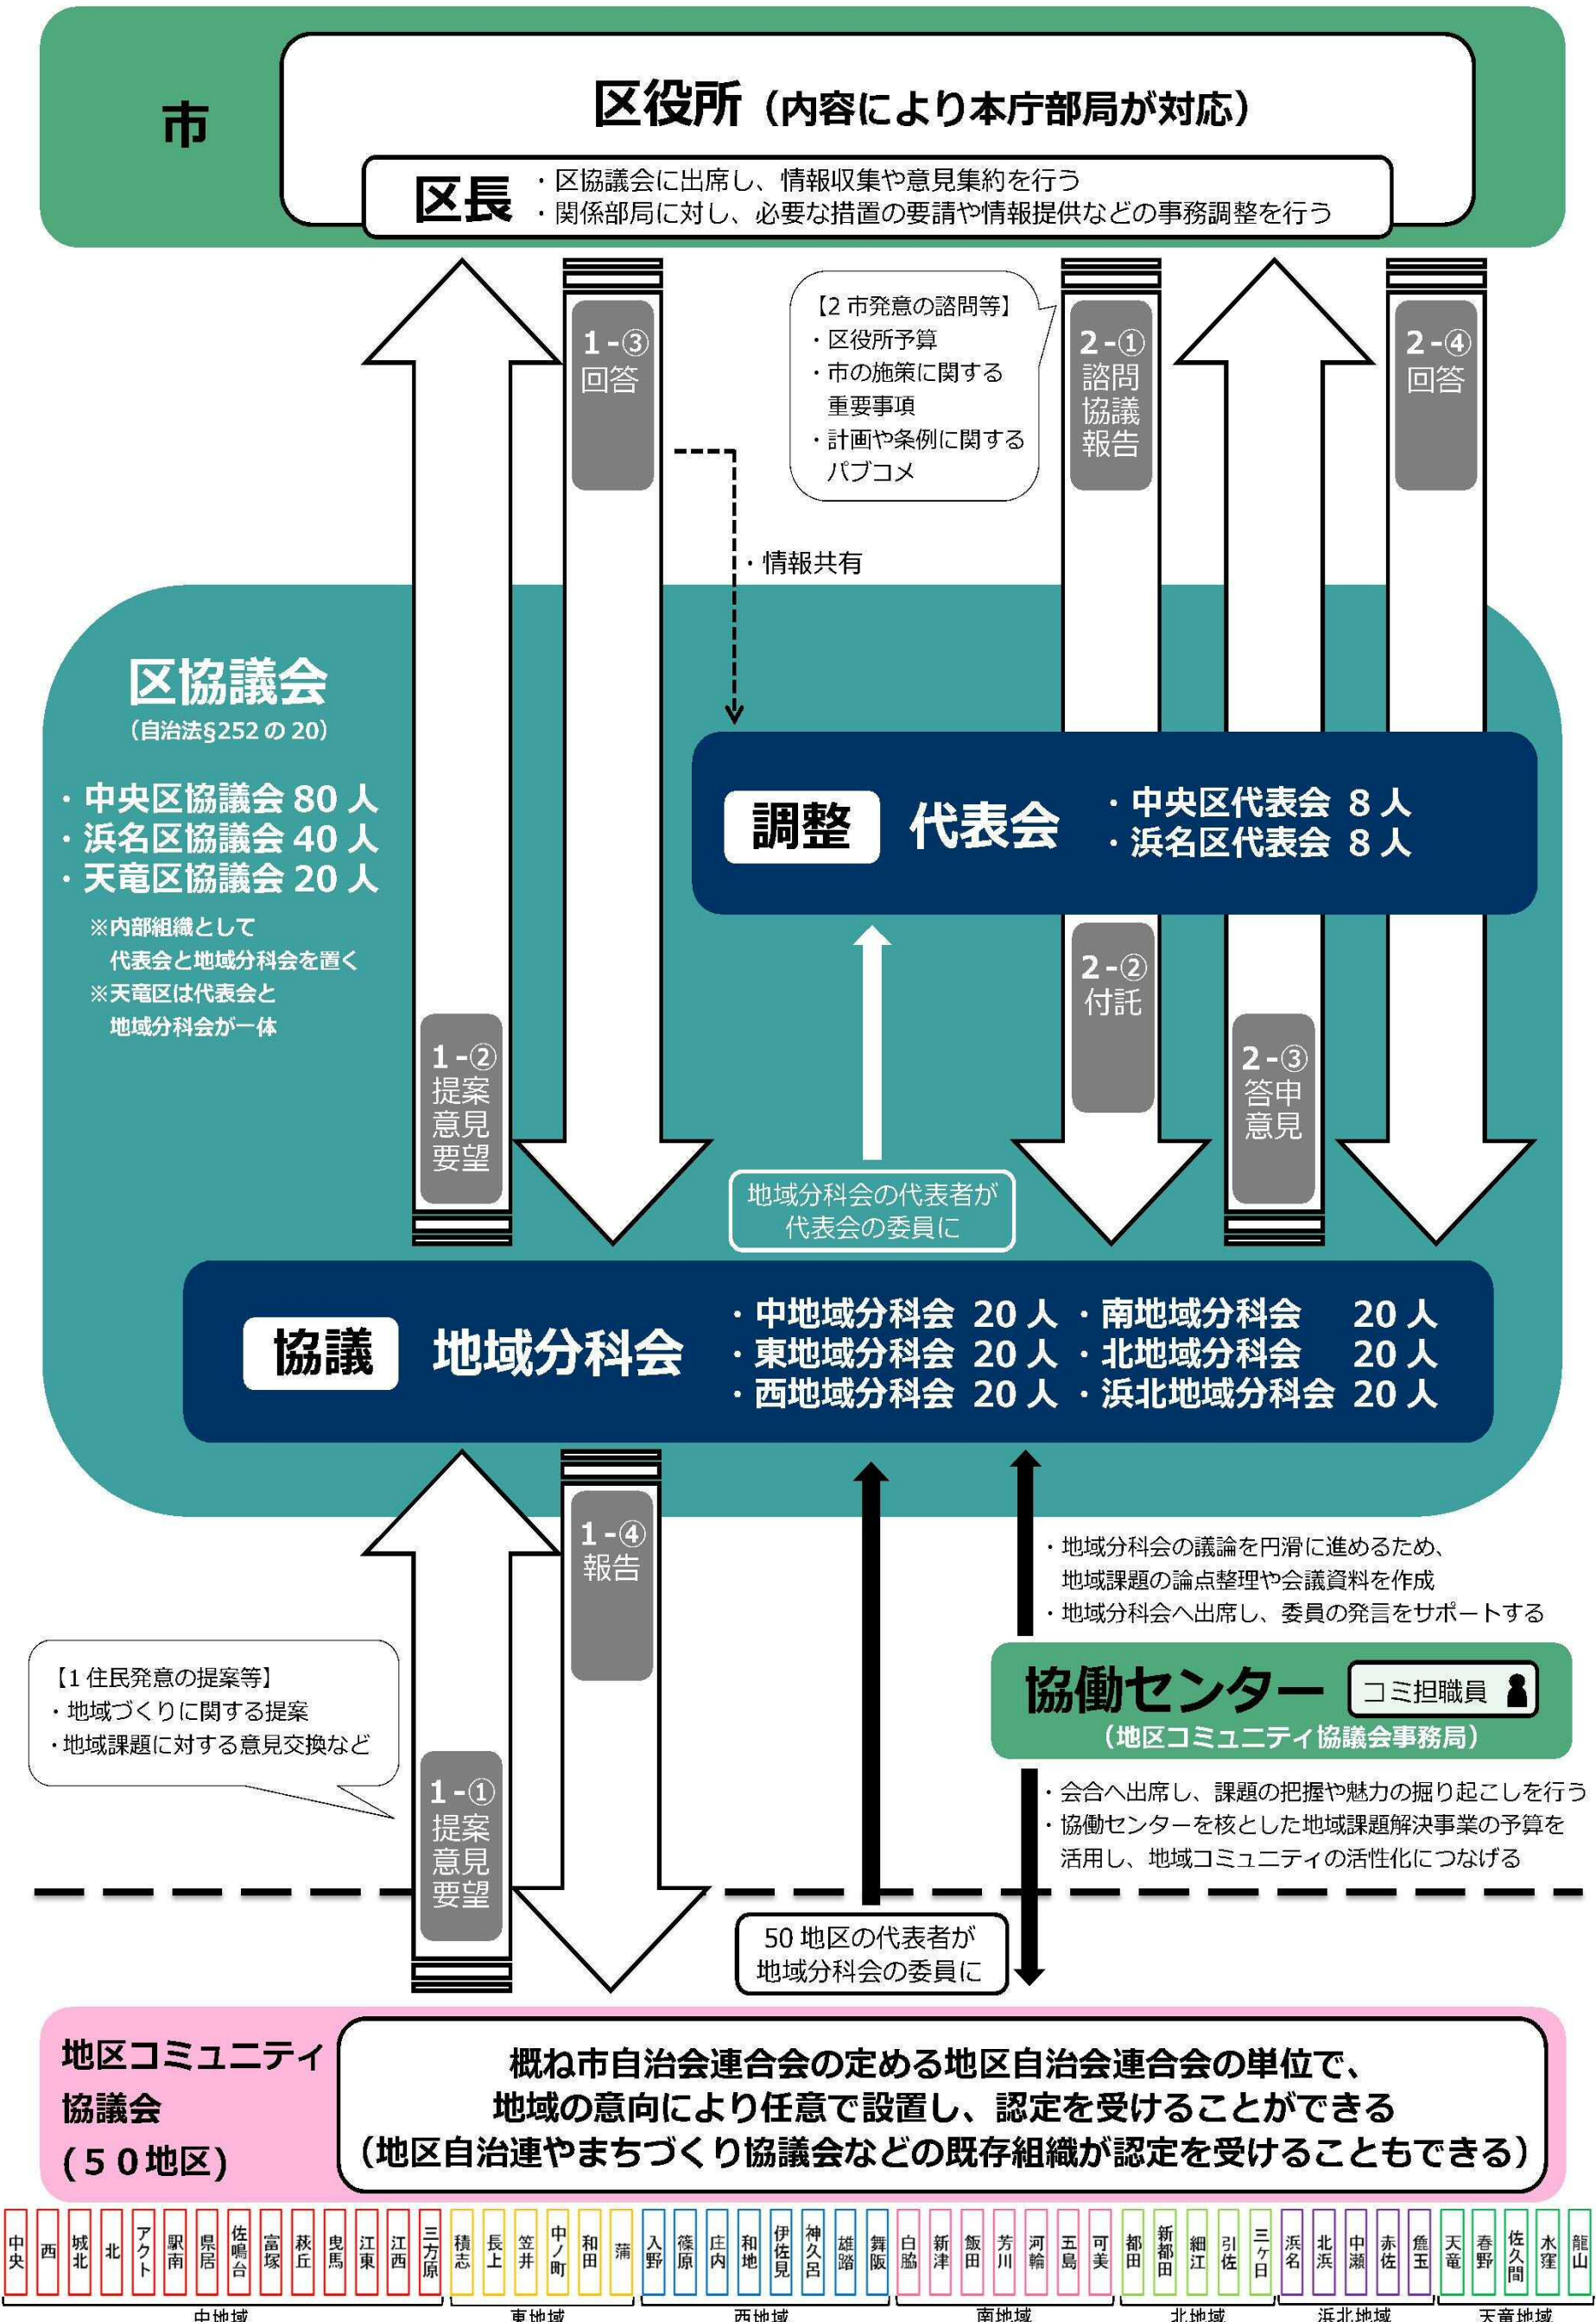 市
区役所（内容により本庁部局が対応）
区長
・区協議会に出席し、情報収集や意見集約を行う
・関係部局に対し、必要な措置の要請や情報提供などの事務調整を行う
1-③
回答
・情報共有
【2 市発意の諮問等】
・区役所予算
・市の施策に関する
重要事項
・計画や条例に関する
パブコメ
2-①
諮問
協議
報告
2-④
回答
区協議会
（自治法§252 の 20）
・中央区協議会 80 人
・浜名区協議会 40 人
・天竜区協議会 20 人
※内部組織として
代表会と地域分科会を置く
※天竜区は代表会と
地域分科会が一体
調整
代表会
・中央区代表会 8 人
・浜名区代表会 8 人
1-②
提案
意見
要望
2-②
付託
2-③
答申
意見
地域分科会の代表者が
代表会の委員に
協議
地域分科会
・中地域分科会 20 人 ・南地域分科会 20 人
・東地域分科会 20 人 ・北地域分科会 20 人
・西地域分科会 20 人 ・浜北地域分科会 20 人
1-④
報告
・地域分科会の議論を円滑に進めるため、
地域課題の論点整理や会議資料を作成
・地域分科会へ出席し、委員の発言をサポートする
【1 住民発意の提案等】
・地域づくりに関する提案
・地域課題に対する意見交換など
協働センター
コミ担職員
（地区コミュニティ協議会事務局）
1-①
提案
意見
要望
・会合へ出席し、課題の把握や魅力の掘り起こしを行う
・協働センターを核とした地域課題解決事業の予算を
活用し、地域コミュニティの活性化につなげる
50 地区の代表者が
地域分科会の委員に
地区コミュニティ
協議会
(５０地区)
概ね市自治会連合会の定める地区自治会連合会の単位で、
地域の意向により任意で設置し、認定を受けることができる
（地区自治連やまちづくり協議会などの既存組織が認定を受けることもできる）
中央
西
城北
北
アクト
駅南
県居
佐鳴台
富塚
萩丘
曳馬
江東
江西
三方原
積志
長上
笠井
中ノ町
和田
蒲
入野
篠原
庄内
和地
伊佐見
神久呂
雄踏
舞阪
白脇
新津
飯田
芳川
河輪
五島
可美
都田
新都田
細江
引佐
三ケ日
浜名
北浜
中瀬
赤佐
麁玉
天竜
春野
佐久間
水窪
龍山
中地域
東地域
西地域
南地域
北地域
浜北地域
天竜地域